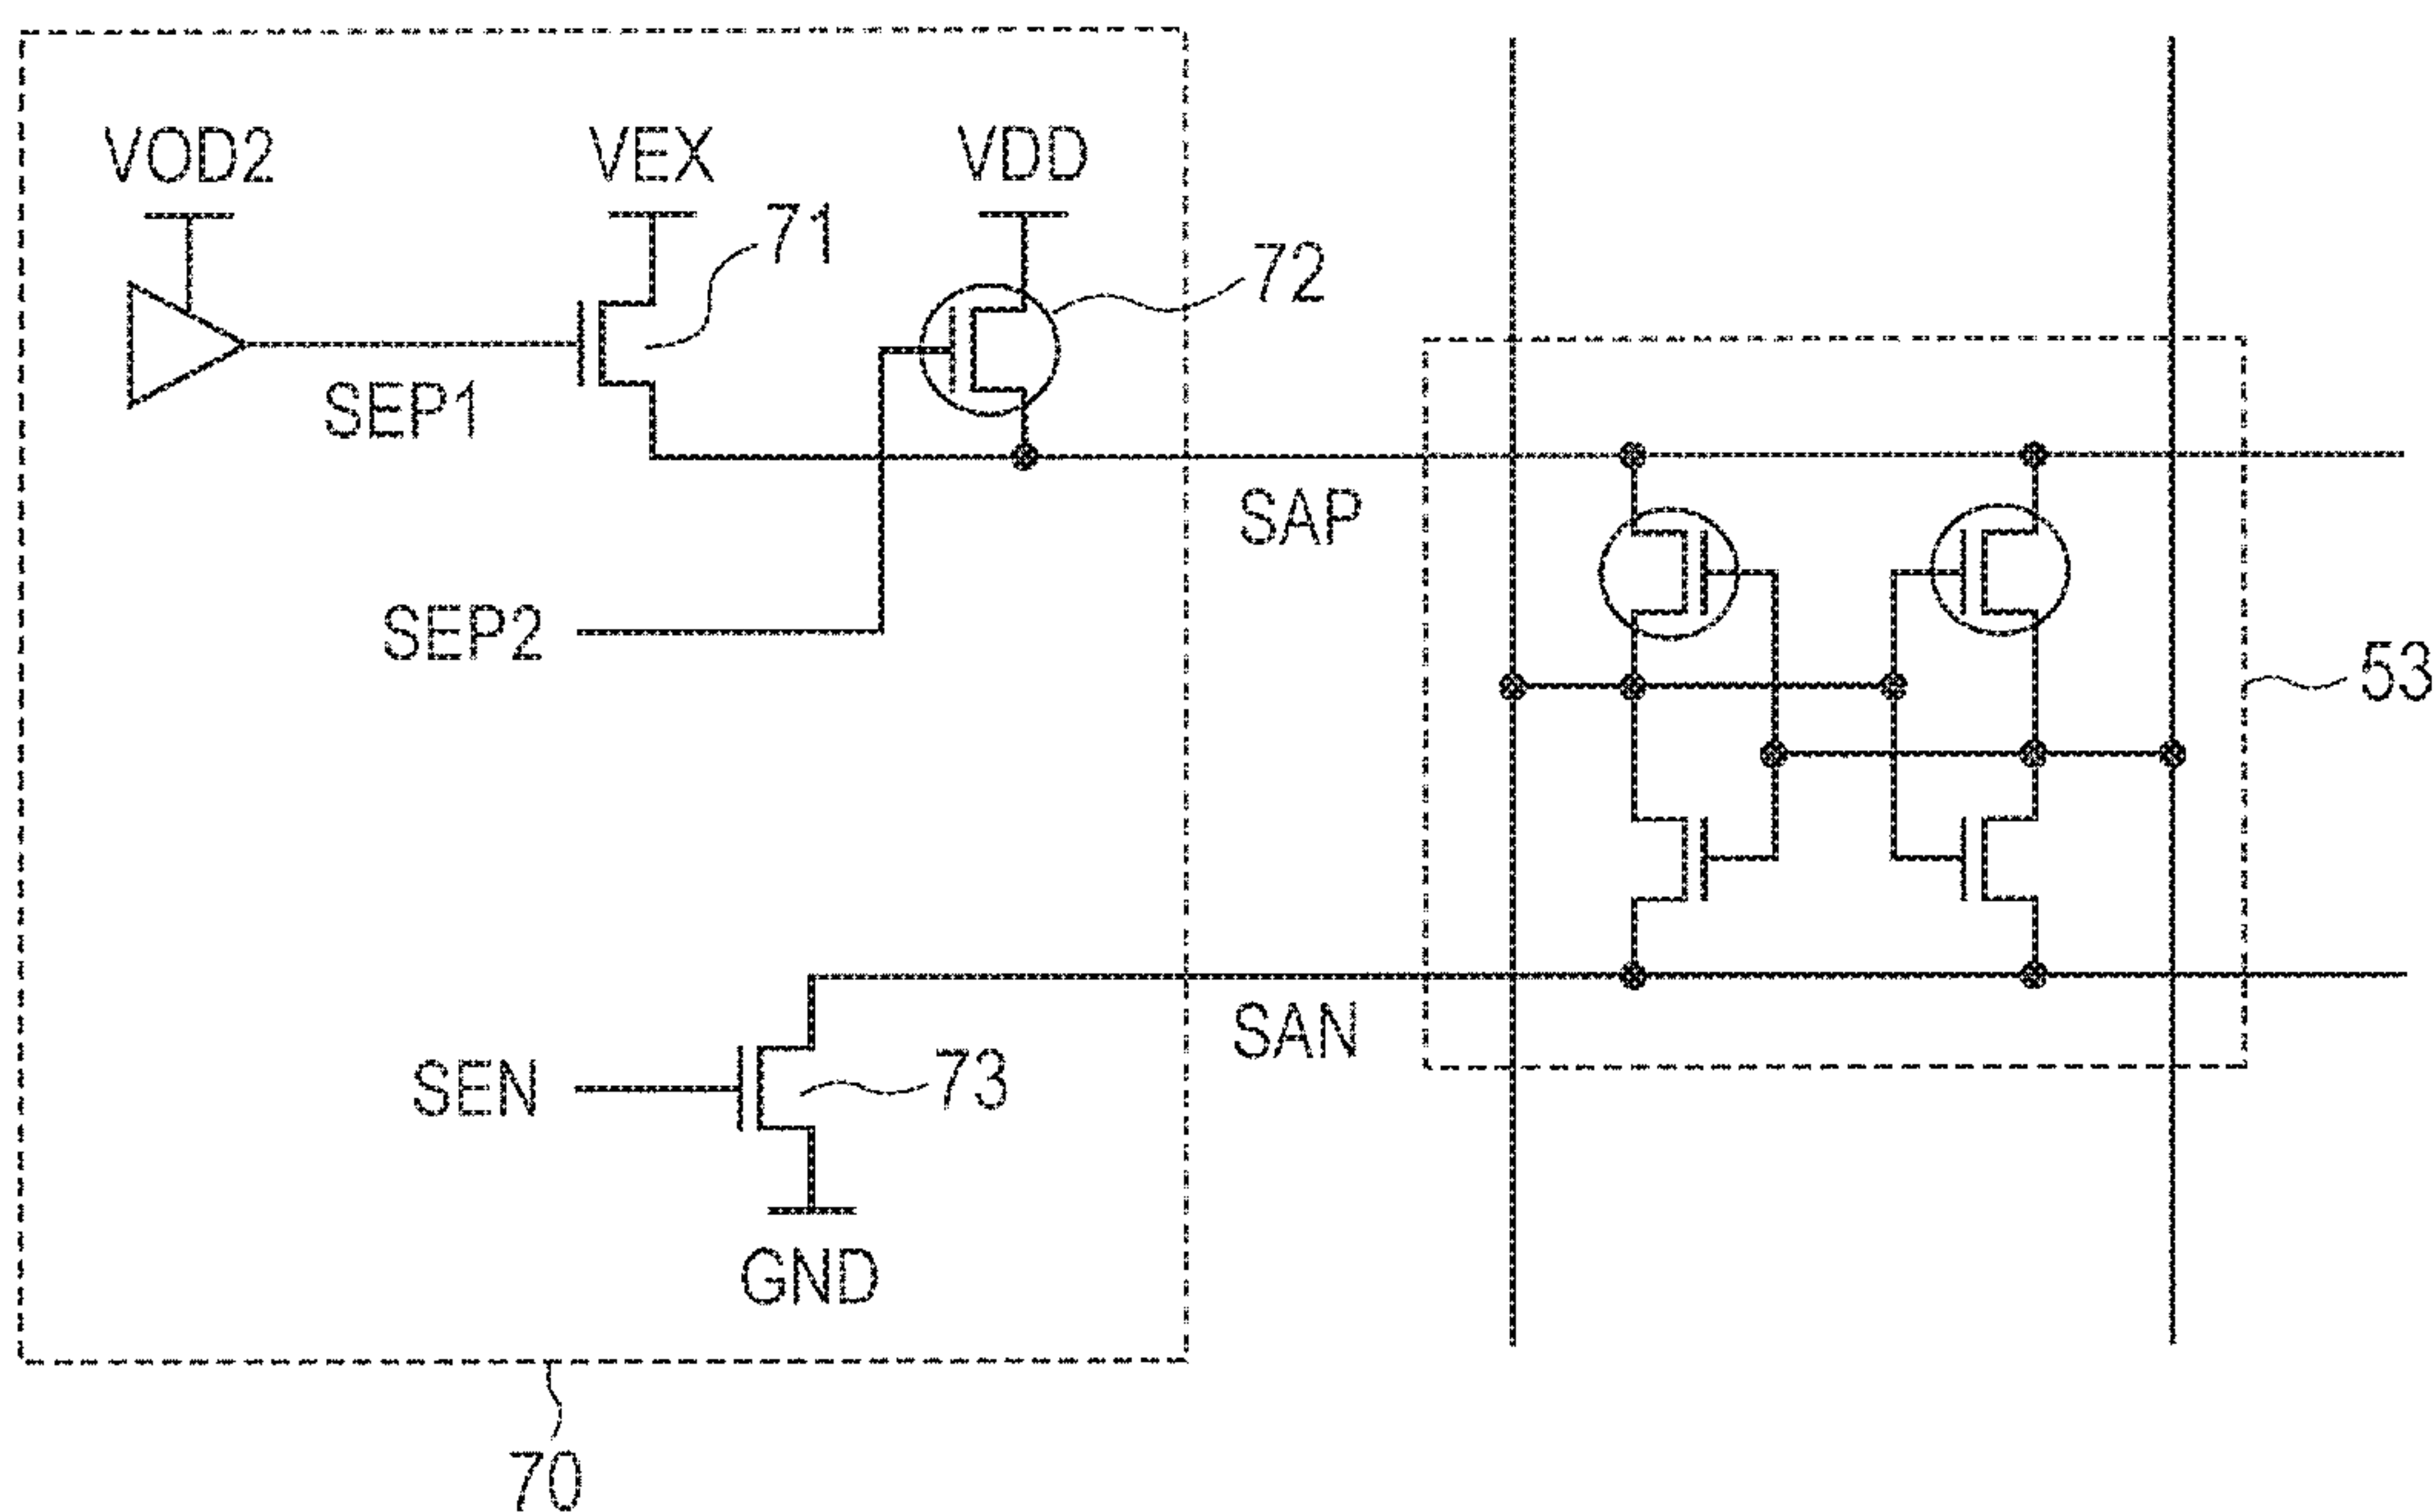 VOD2
VEX
VDD
71
72
SEP1
SAP
SEP2
53
SAN
SEN
73
GND
70